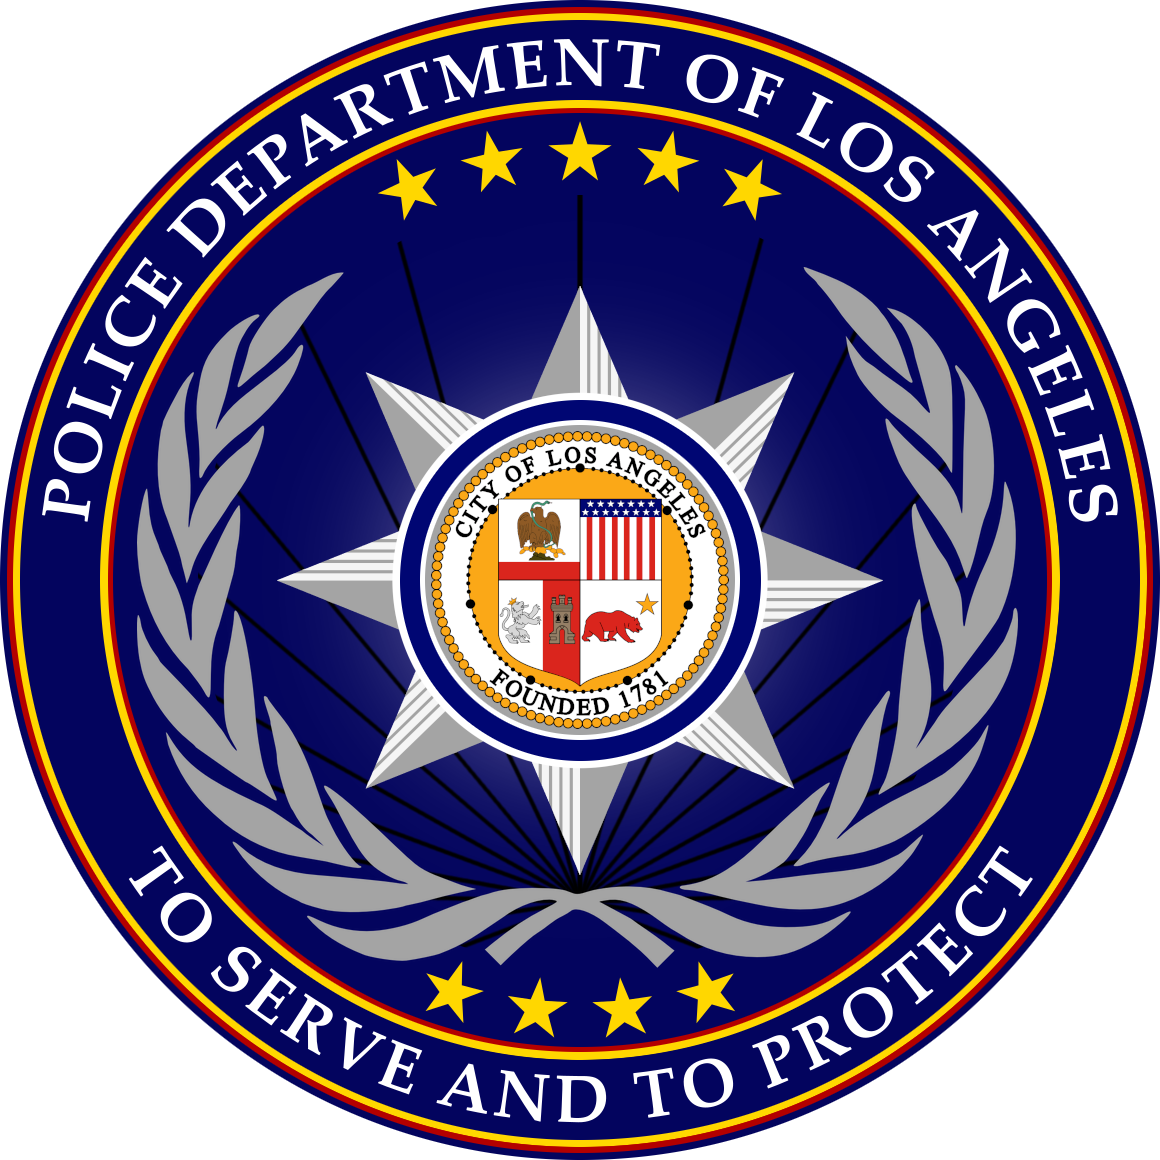 POLICE DEPARTMENT OF LOS ANGELES
CITY OF LOS ANGELES
FOUNDED 1781
TO SERVE AND TO PROTECT